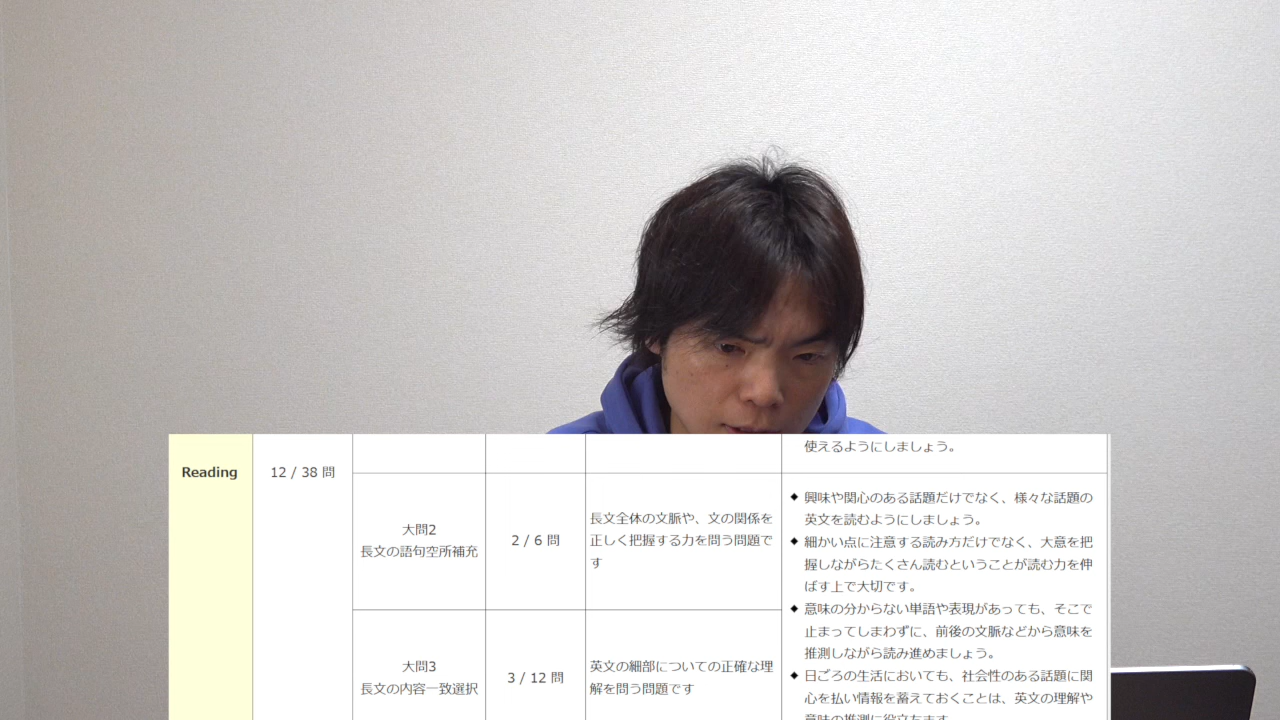 使えるようにしましょう。
Reading
12 / 38 問
大問2
長文の語句空所補充
2 / 6 問
長文全体の文脈や、文の関係を
正しく把握する力を問う問題で
す
◆ 興味や関心のある話題だけでなく、様々な話題の
英文を読むようにしましょう。
◆ 細かい点に注意する読み方だけでなく、大意を把
握しながらたくさん読むということが読む力を伸
ばす上で大切です。
◆ 意味の分からない単語や表現があっても、そこで
止まってしまわずに、前後の文脈などから意味を
推測しながら読み進めましょう。
大問3
長文の内容一致選択
3 / 12 問
英文の細部についての正確な理
解を問う問題です
◆ 日ごろの生活においても、社会性のある話題に関
心を払い情報を蓄えておくことは、英文の理解や
意味の推測に役立ちます。